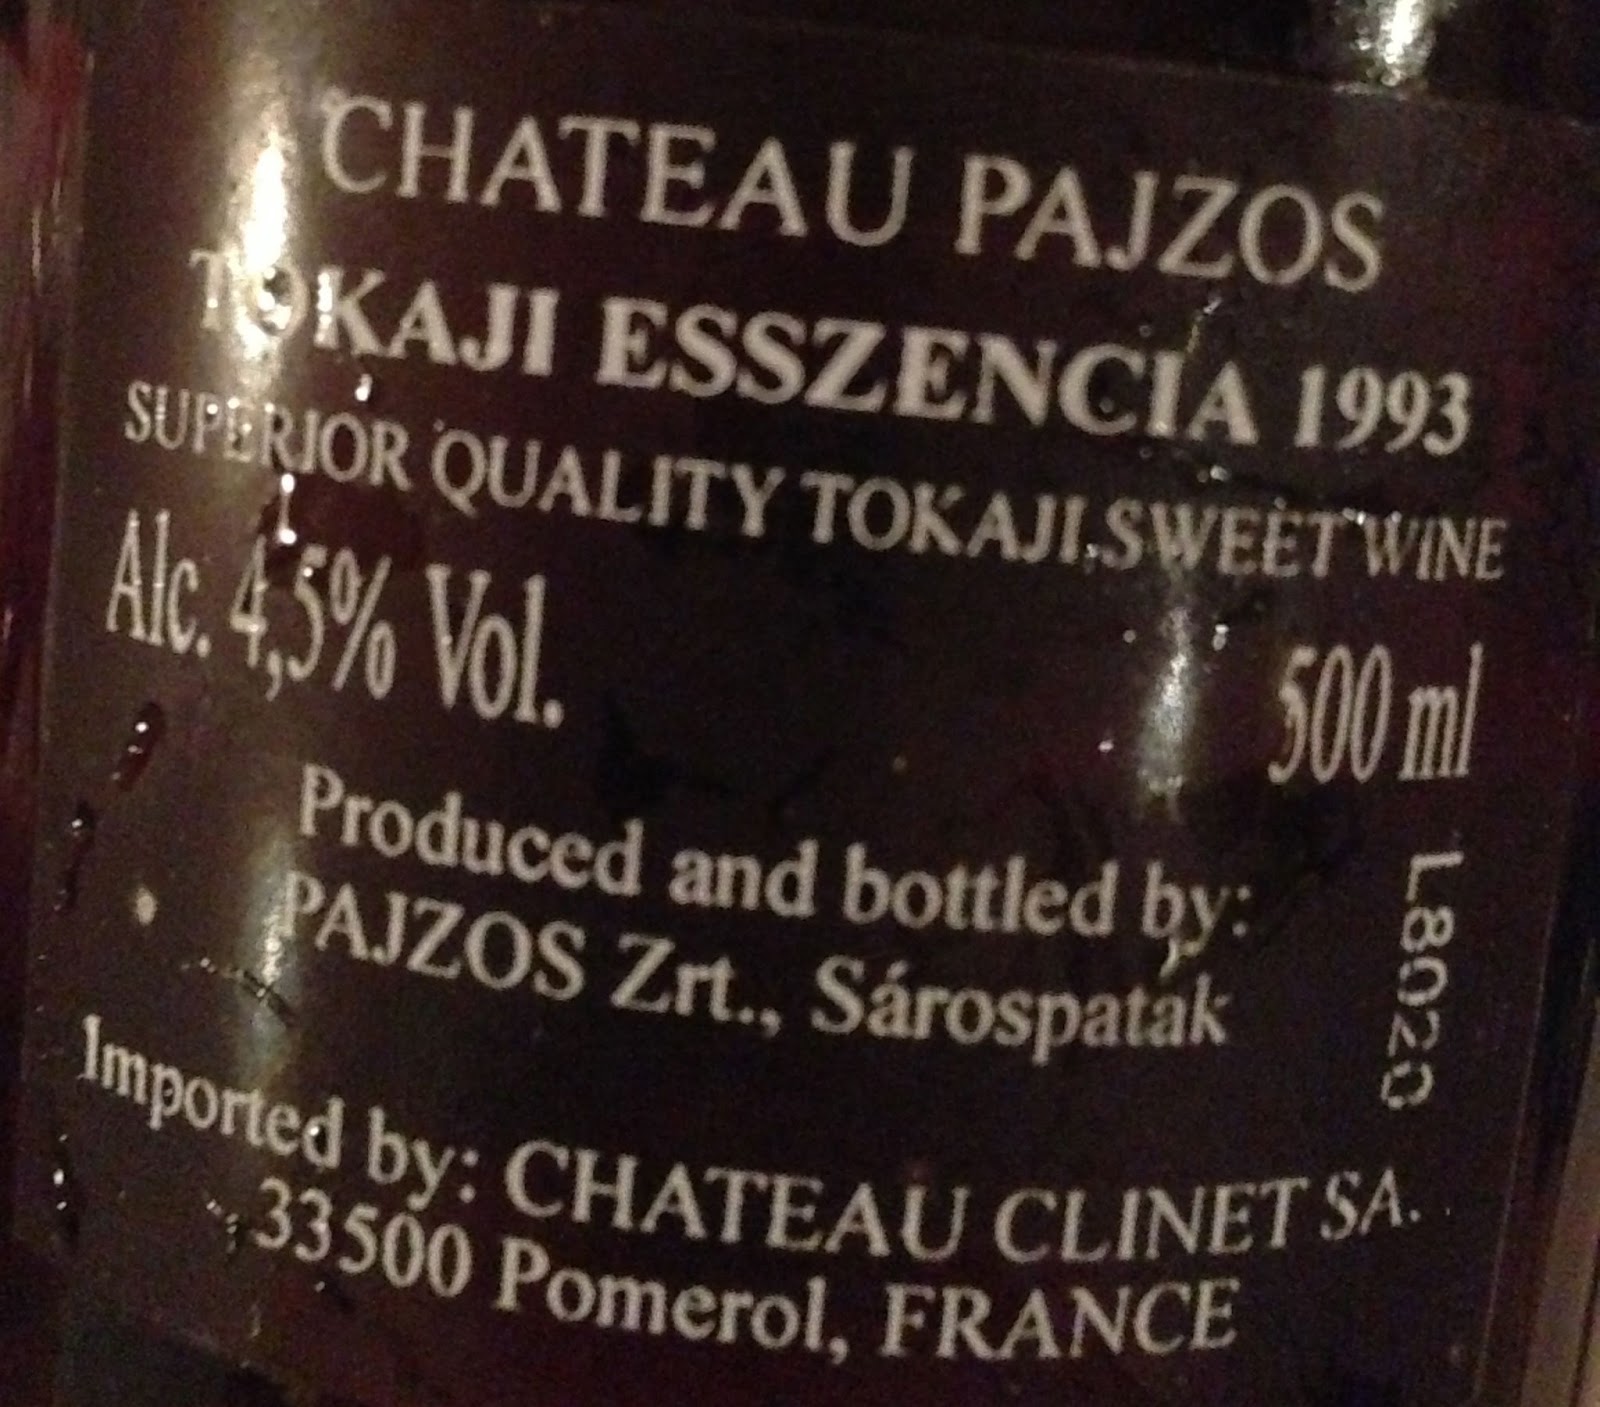 CHATEAU PAJZOS
TOKAJI ESSZENCIA 1993
SUPERIOR QUALITY TOKAJI SWEET WINE
Alc. 4,5% Vol.
500 ml
Produced and bottled by:
PAJZOS Zrt., Sárospatak
L8020
Imported by: CHATEAU CLINET SA.
33500 Pomerol, FRANCE